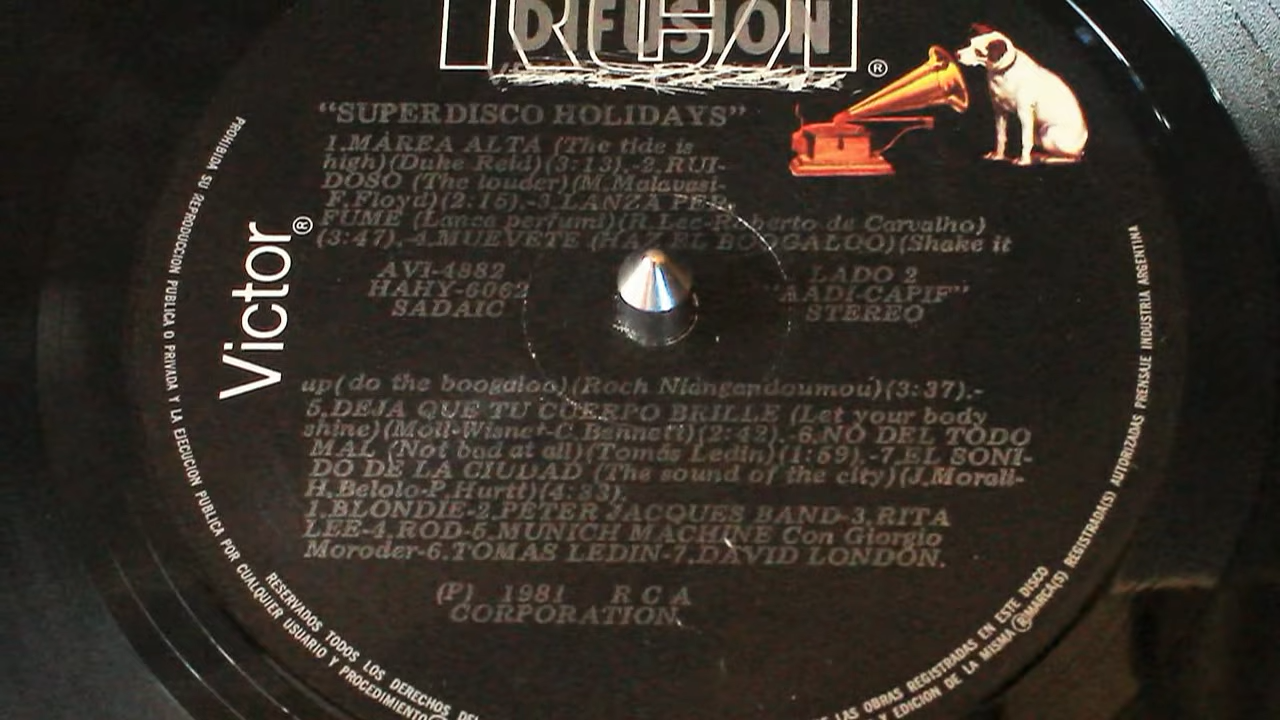 DIFUSION
RCA
®
"SUPERDISCO HOLIDAYS"
1.MAREA ALTA (The tide is
high)(Duke Reid)(3:13).-2.RUI-
DOSO (The louder)(M.Malavasi-
F.Floyd)(2:16).-3.LANZA PER-
FUME (Lança perfumi)(R.Lee-Roberto de Carvalho)
(3:47).-4.MUEVETE (HAZ EL BOOGALOO)(Shake it
AVI-4882
HAHY-6062
SADAIC
LADO 2
"AADI.CAPIF"
STEREO
up(do the boogaloo)(Roch Niangandoumou)(3:37).-
5.DEJA QUE TU CUERPO BRILLE (Let your body
shine)(Moll-Wisnet-C.Bennett)(2:42).-6.NO DEL TODO
MAL (Not bad at all)(Tomás Ledin)(1:59).-7.EL SONI-
DO DE LA CIUDAD (The sound of the city)(J.Morali-
H.Belolo-P.Hurtt)(4:33).
1.BLONDIE-2.PETER JACQUES BAND-3.RITA
LEE-4.ROD-5.MUNICH MACHINE Con Giorgio
Moroder-6.TOMAS LEDIN-7.DAVID LONDON.
(P) 1981 R C A
CORPORATION.
Victor®
PROHIBIDA SU REPRODUCCION PUBLICA O PRIVADA Y LA EJECUCION PUBLICA POR CUALQUIER USUARIO Y PROCEDIMIENTO
RESERVADOS TODOS LOS DERECHOS DEL
LAS OBRAS REGISTRADAS EN ESTE DISCO
Y EDICION DE LA MISMA ®MARCA(S) REGISTRADA(S) AUTORIZADAS PRENSAJE INDUSTRIA ARGENTINA